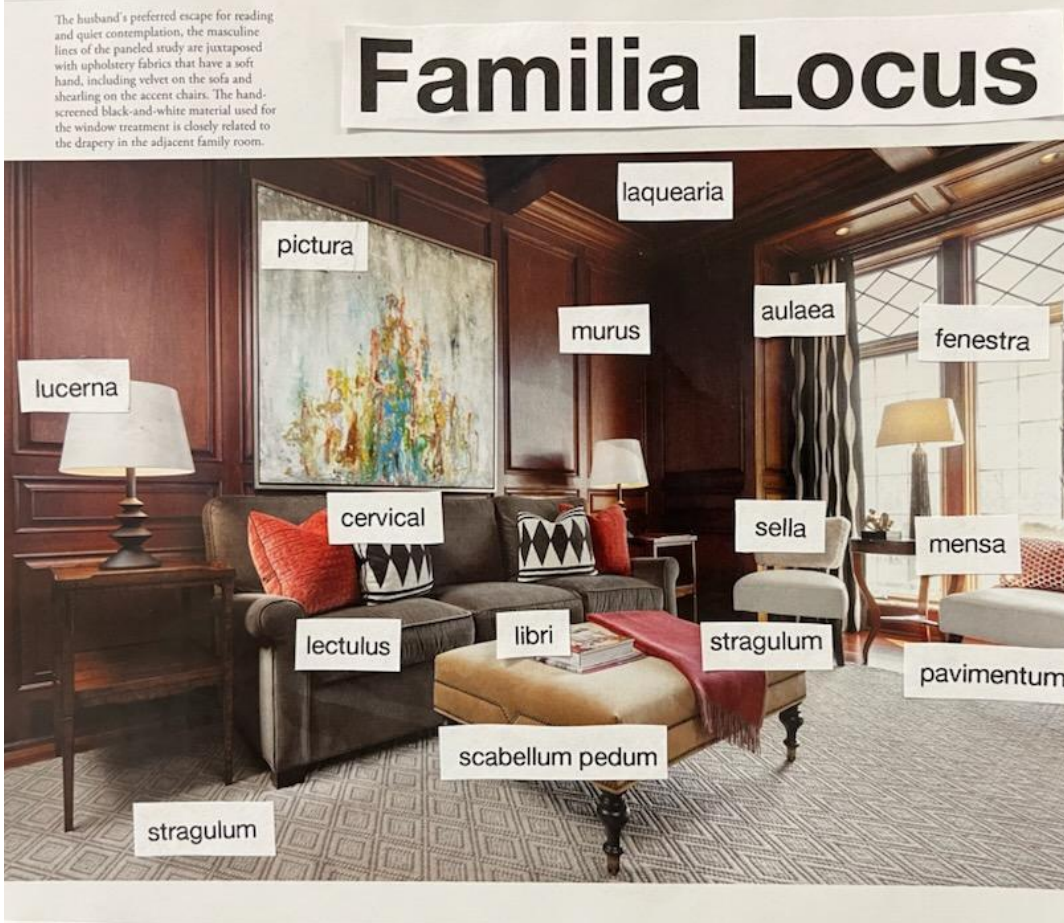 The husband's preferred escape for reading
and quiet contemplation, the masculine
lines of the paneled study are juxtaposed
with upholstery fabrics that have a soft
hand, including velvet on the sofa and
shearling on the accent chairs. The hand-
screened black-and-white material used for
the window treatment is closely related to
the drapery in the adjacent family room.
Familia Locus
laquearia
pictura
aulaea
murus
fenestra
lucerna
cervical
sella
mensa
libri
lectulus
stragulum
pavimentum
scabellum pedum
stragulum